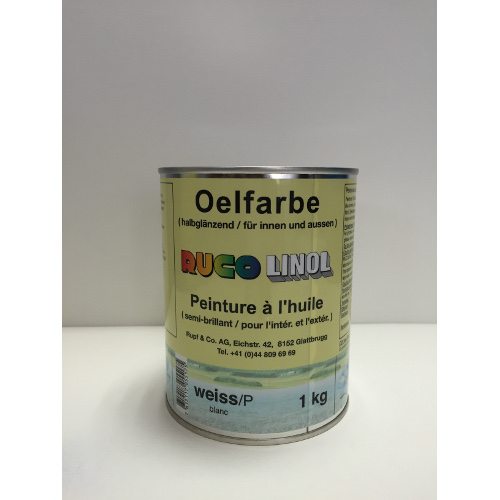 Oelfarbe
(halbglänzend / für innen und aussen)
RUCO LINOL
Peinture à l'huile
(semi-brillant / pour l'intér. et l'extér.)
Rupf & Co. AG, Eichstr. 42, 8152 Glattbrugg
Tel. +41 (0)44 809 69 69
weiss/P 1 kg
blanc